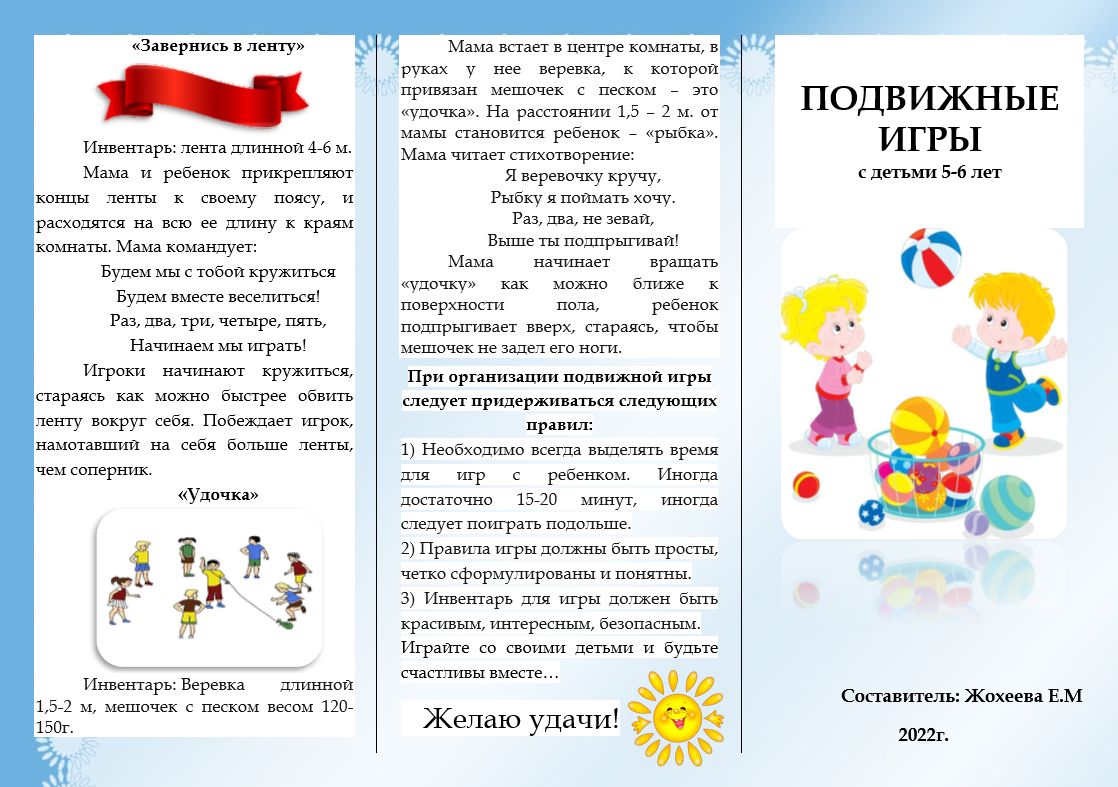 «Завернись в ленту»
Инвентарь: лента длинной 4-6 м.
Мама и ребенок прикрепляют
концы ленты к своему поясу, и
расходятся на всю ее длину к краям
комнаты. Мама командует:
Будем мы с тобой кружиться
Будем вместе веселиться!
Раз, два, три, четыре, пять,
Начинаем мы играть!
Игроки начинают кружиться,
стараясь как можно быстрее обвить
ленту вокруг себя. Побеждает игрок,
намотавший на себя больше ленты,
чем соперник.
«Удочка»
Инвентарь: Веревка длинной
1,5-2 м, мешочек с песком весом 120-
150г.
Мама встает в центре комнаты, в
руках у нее веревка, к которой
привязан мешочек с песком – это
«удочка». На расстоянии 1,5 – 2 м. от
мамы становится ребенок – «рыбка».
Мама читает стихотворение:
Я веревочку кручу,
Рыбку я поймать хочу.
Раз, два, не зевай,
Выше ты подпрыгивай!
Мама начинает вращать
«удочку» как можно ближе к
поверхности пола, ребенок
подпрыгивает вверх, стараясь, чтобы
мешочек не задел его ноги.
При организации подвижной игры
следует придерживаться следующих
правил:
1) Необходимо всегда выделять время
для игр с ребенком. Иногда
достаточно 15-20 минут, иногда
следует поиграть подольше.
2) Правила игры должны быть просты,
четко сформулированы и понятны.
3) Инвентарь для игры должен быть
красивым, интересным, безопасным.
Играйте со своими детьми и будьте
счастливы вместе…
Желаю удачи!
ПОДВИЖНЫЕ
ИГРЫ
с детьми 5-6 лет
Составитель: Жохеева Е.М
2022г.